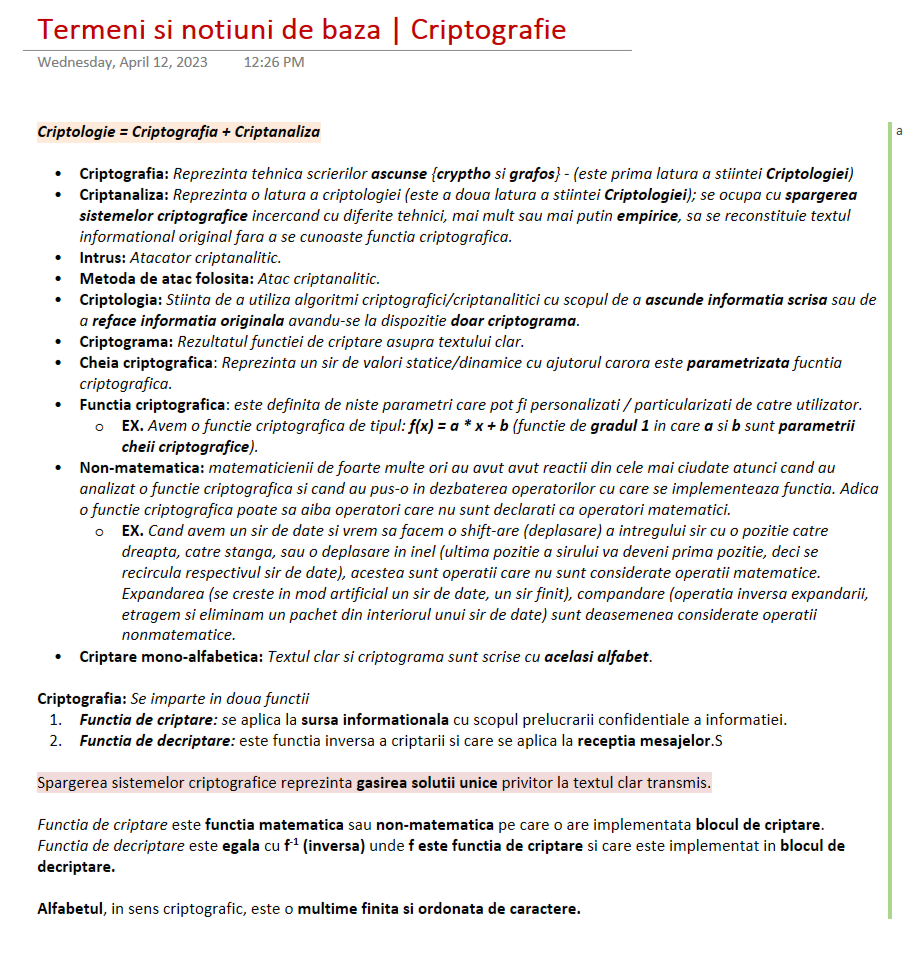 Termeni si notiuni de baza | Criptografie
Wednesday, April 12, 2023 12:26 PM
Criptologie = Criptografia + Criptanaliza
a
• Criptografia: Reprezinta tehnica scrierilor ascunse {cryptho si grafos} - (este prima latura a stiintei Criptologiei)
• Criptanaliza: Reprezinta o latura a criptologiei (este a doua latura a stiintei Criptologiei); se ocupa cu spargerea
sistemelor criptografice incercand cu diferite tehnici, mai mult sau mai putin empirice, sa se reconstituie textul
informational original fara a se cunoaste functia criptografica.
• Intrus: Atacator criptanalitic.
• Metoda de atac folosita: Atac criptanalitic.
• Criptologia: Stiinta de a utiliza algoritmi criptografici/criptanalitici cu scopul de a ascunde informatia scrisa sau de
a reface informatia originala avandu-se la dispozitie doar criptograma.
• Criptograma: Rezultatul functiei de criptare asupra textului clar.
• Cheia criptografica: Reprezinta un sir de valori statice/dinamice cu ajutorul carora este parametrizata fucntia
criptografica.
• Functia criptografica: este definita de niste parametri care pot fi personalizati / particularizati de catre utilizator.
o EX. Avem o functie criptografica de tipul: f(x) = a * x + b (functie de gradul 1 in care a si b sunt parametrii
cheii criptografice).
• Non-matematica: matematicienii de foarte multe ori au avut avut reactii din cele mai ciudate atunci cand au
analizat o functie criptografica si cand au pus-o in dezbaterea operatorilor cu care se implementeaza functia. Adica
o functie criptografica poate sa aiba operatori care nu sunt declarati ca operatori matematici.
o EX. Cand avem un sir de date si vrem sa facem o shift-are (deplasare) a intregului sir cu o pozitie catre
dreapta, catre stanga, sau o deplasare in inel (ultima pozitie a sirului va deveni prima pozitie, deci se
recircula respectivul sir de date), acestea sunt operatii care nu sunt considerate operatii matematice.
Expandarea (se creste in mod artificial un sir de date, un sir finit), compandare (operatia inversa expandarii,
etragem si eliminam un pachet din interiorul unui sir de date) sunt deasemenea considerate operatii
nonmatematice.
• Criptare mono-alfabetica: Textul clar si criptograma sunt scrise cu acelasi alfabet.
Criptografia: Se imparte in doua functii
1. Functia de criptare: se aplica la sursa informationala cu scopul prelucrarii confidentiale a informatiei.
2. Functia de decriptare: este functia inversa a criptarii si care se aplica la receptia mesajelor.S
Spargerea sistemelor criptografice reprezinta gasirea solutii unice privitor la textul clar transmis.
Functia de criptare este functia matematica sau non-matematica pe care o are implementata blocul de criptare.
Functia de decriptare este egala cu f⁻¹ (inversa) unde f este functia de criptare si care este implementat in blocul de
decriptare.
Alfabetul, in sens criptografic, este o multime finita si ordonata de caractere.